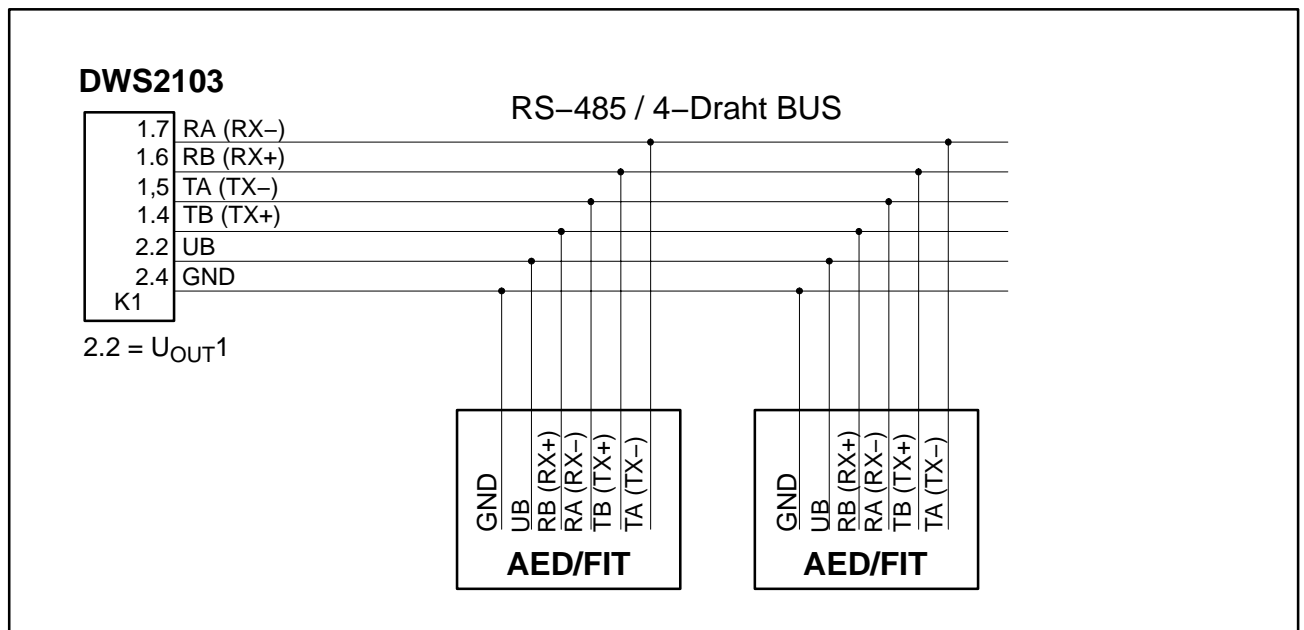 DWS2103
RS−485 / 4−Draht BUS
1.7 RA (RX−)
1.6 RB (RX+)
1,5 TA (TX−)
1.4 TB (TX+)
2.2 UB
2.4 GND
K1
2.2 = UOUT1
GND
UB
RB (RX+)
RA (RX−)
TB (TX+)
TA (TX−)
AED/FIT
GND
UB
RB (RX+)
RA (RX−)
TB (TX+)
TA (TX−)
AED/FIT